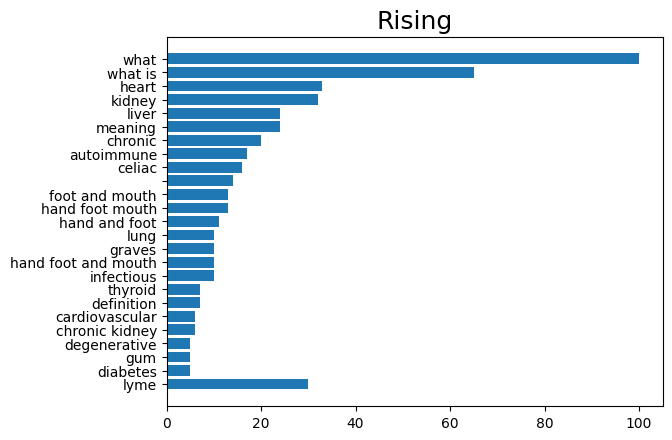 Rising
what
what is
heart
kidney
liver
meaning
chronic
autoimmune
celiac
foot and mouth
hand foot mouth
hand and foot
lung
graves
hand foot and mouth
infectious
thyroid
definition
cardiovascular
chronic kidney
degenerative
gum
diabetes
lyme
0 20 40 60 80 100